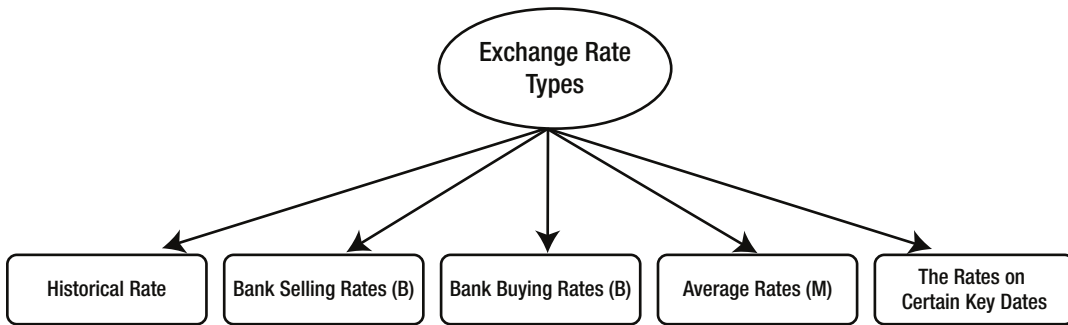 Exchange Rate
Types
Historical Rate
Bank Selling Rates (B)
Bank Buying Rates (B)
Average Rates (M)
The Rates on
Certain Key Dates